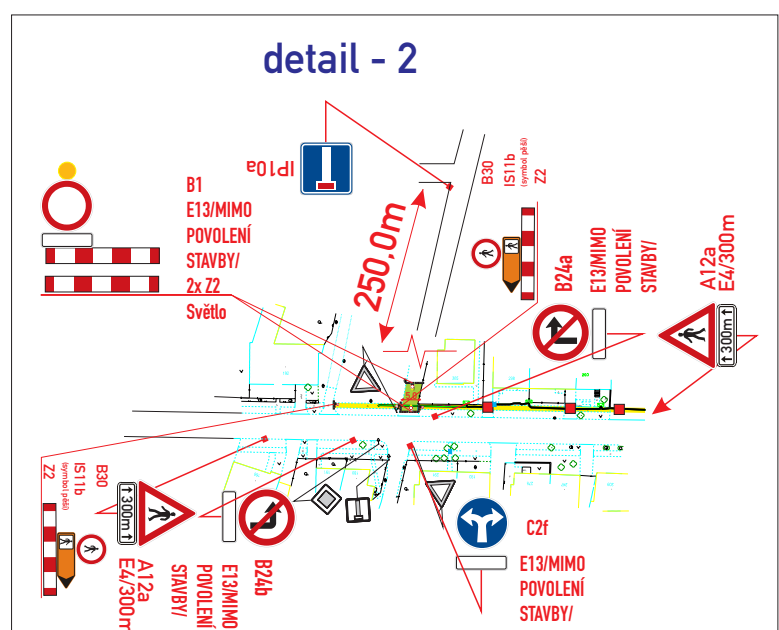 detail - 2
B1
E13/MIMO
POVOLENÍ
STAVBY/
2x Z2
Světlo
IP10a
250,0m
B30
IS11b
(symbol pěší)
Z2
B24a
E13/MIMO
POVOLENÍ
STAVBY/
A12a
E4/300m
↑300m↑
B30
IS11b
(symbol pěší)
Z2
↑300m↑
A12a
E4/300m
B24b
E13/MIMO
POVOLENÍ
STAVBY/
C2f
E13/MIMO
POVOLENÍ
STAVBY/